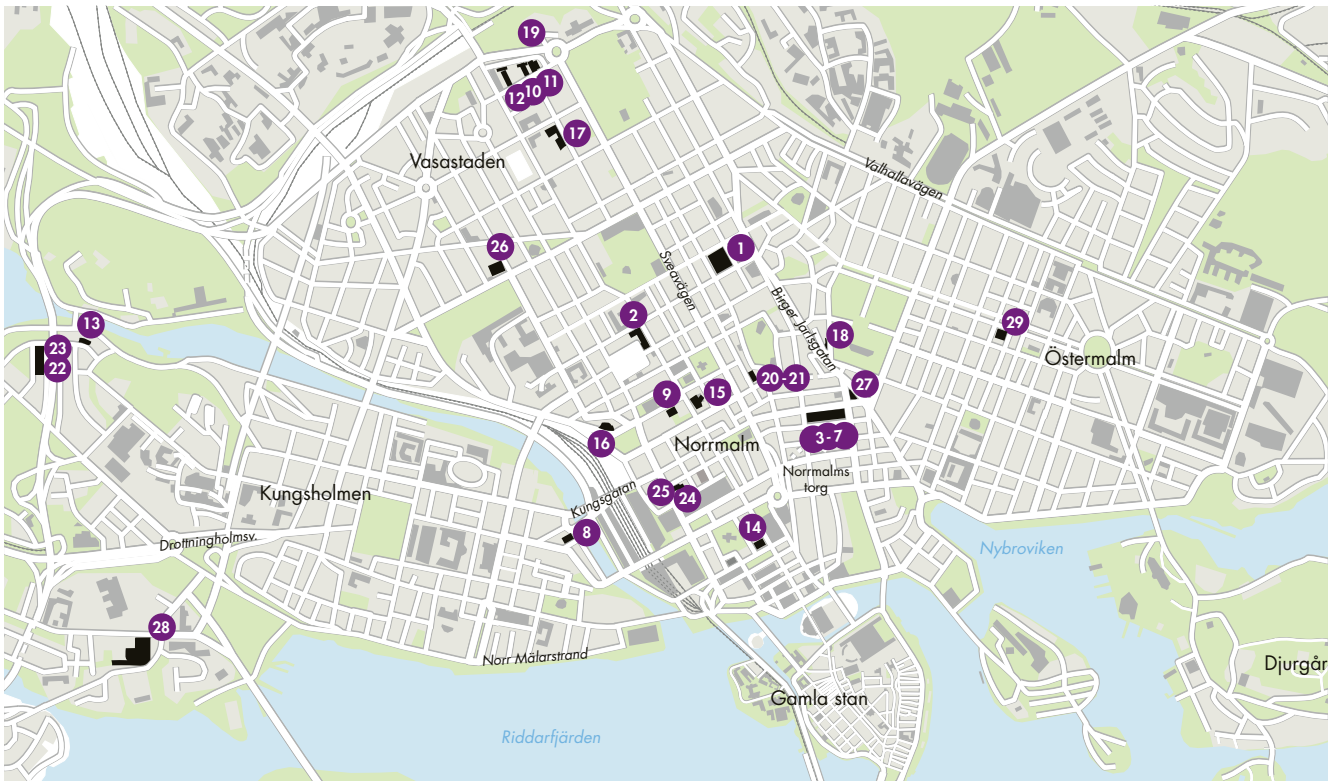 19
11
10
12
17
Vasastaden
Valhallavägen
26
1
Sveavägen
Birger Jarlsgatan
2
13
18
29
23
22
Östermalm
20-21
27
9
15
16
Norrmalm
3-7
Norrmalms
torg
Kungsholmen
25
24
Kungsgatan
8
14
Drottningholmsv.
Nybroviken
28
Norr Mälarstrand
Djurgår
Gamla stan
Riddarfjärden